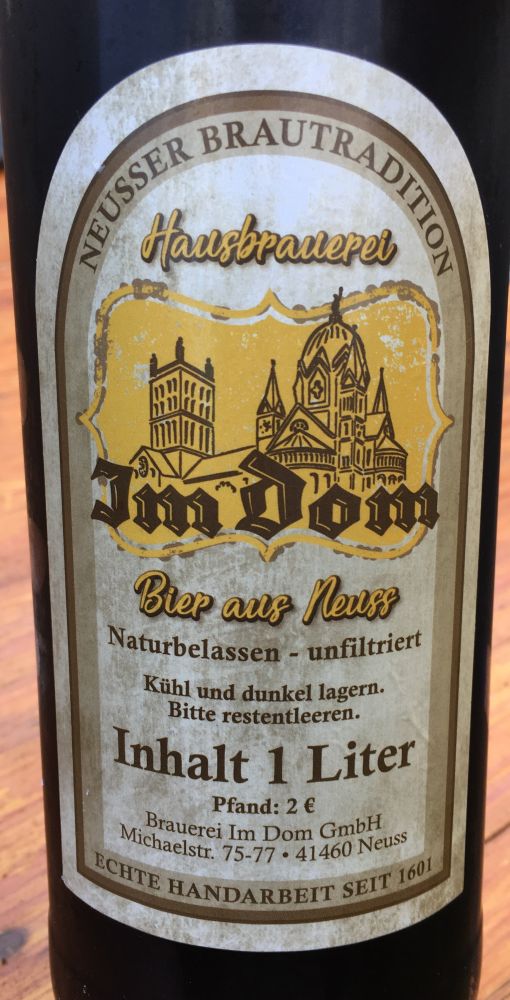 NEUSSER BRAUTRADITION
Hausbrauerei
Im Dom
Bier aus Neuss
Naturbelassen - unfiltriert
Kühl und dunkel lagern.
Bitte restentleeren.
Inhalt 1 Liter
Pfand: 2 €
Brauerei Im Dom GmbH
Michaelstr. 75-77 • 41460 Neuss
ECHTE HANDARBEIT SEIT 1601